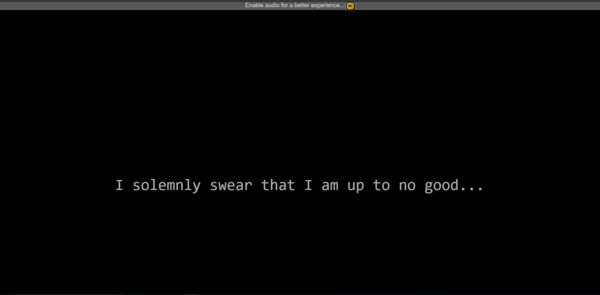 Enable audio for a better experience...
I solemnly swear that I am up to no good...